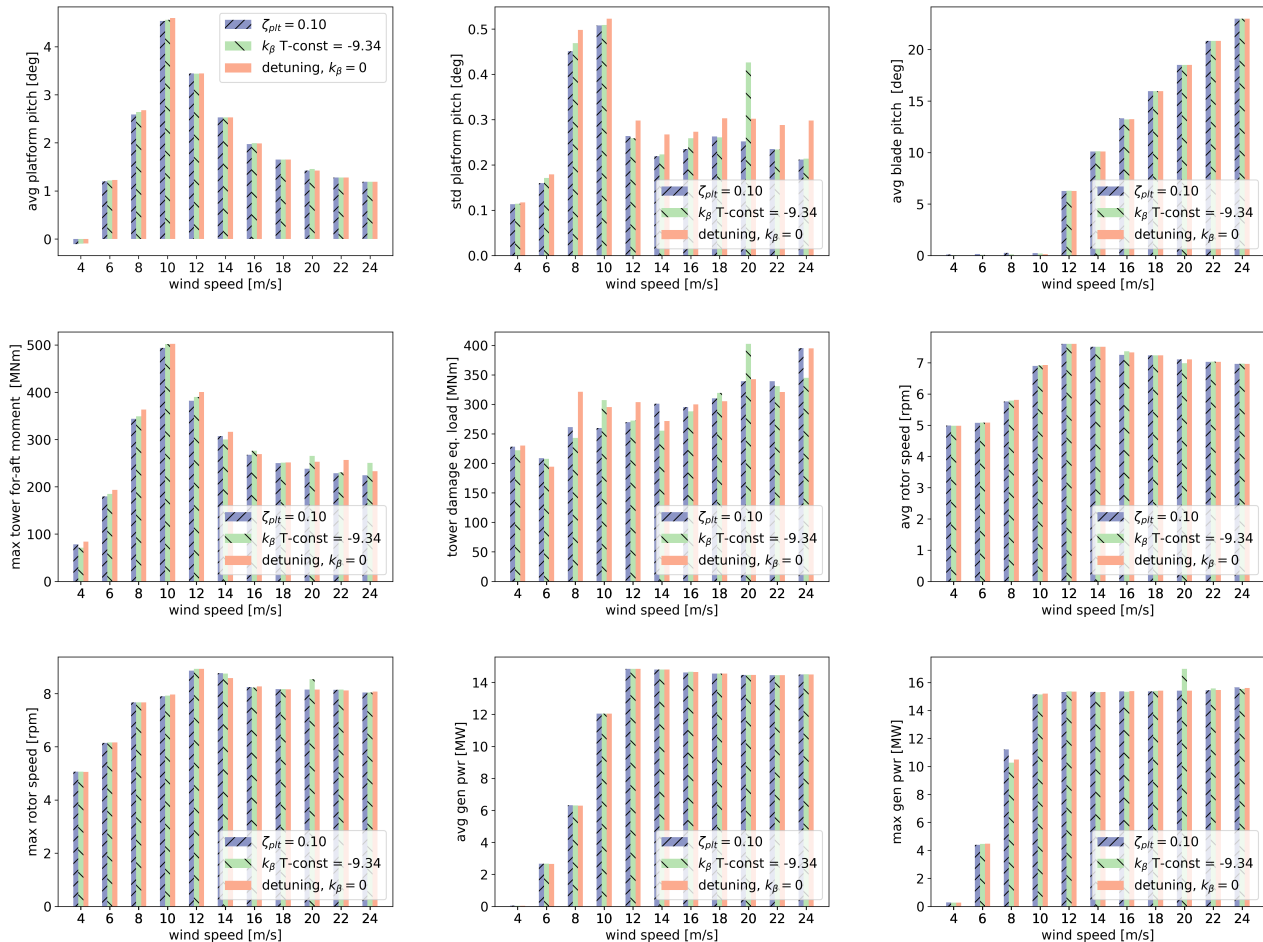 avg platform pitch [deg]
4
3
2
1
0
ζplt = 0.10
kβ T-const = -9.34
detuning, kβ = 0
4 6 8 10 12 14 16 18 20 22 24
wind speed [m/s]
std platform pitch [deg]
0.5
0.4
0.3
0.2
0.1
0.0
ζplt = 0.10
kβ T-const = -9.34
detuning, kβ = 0
4 6 8 10 12 14 16 18 20 22 24
wind speed [m/s]
avg blade pitch [deg]
20
15
10
5
0
ζplt = 0.10
kβ T-const = -9.34
detuning, kβ = 0
4 6 8 10 12 14 16 18 20 22 24
wind speed [m/s]
max tower for-aft moment [MNm]
500
400
300
200
100
0
ζplt = 0.10
kβ T-const = -9.34
detuning, kβ = 0
4 6 8 10 12 14 16 18 20 22 24
wind speed [m/s]
tower damage eq. load [MNm]
400
350
300
250
200
150
100
50
0
ζplt = 0.10
kβ T-const = -9.34
detuning, kβ = 0
4 6 8 10 12 14 16 18 20 22 24
wind speed [m/s]
avg rotor speed [rpm]
7
6
5
4
3
2
1
0
ζplt = 0.10
kβ T-const = -9.34
detuning, kβ = 0
4 6 8 10 12 14 16 18 20 22 24
wind speed [m/s]
max rotor speed [rpm]
8
6
4
2
0
ζplt = 0.10
kβ T-const = -9.34
detuning, kβ = 0
4 6 8 10 12 14 16 18 20 22 24
wind speed [m/s]
avg gen pwr [MW]
14
12
10
8
6
4
2
0
ζplt = 0.10
kβ T-const = -9.34
detuning, kβ = 0
4 6 8 10 12 14 16 18 20 22 24
wind speed [m/s]
max gen pwr [MW]
16
14
12
10
8
6
4
2
0
ζplt = 0.10
kβ T-const = -9.34
detuning, kβ = 0
4 6 8 10 12 14 16 18 20 22 24
wind speed [m/s]